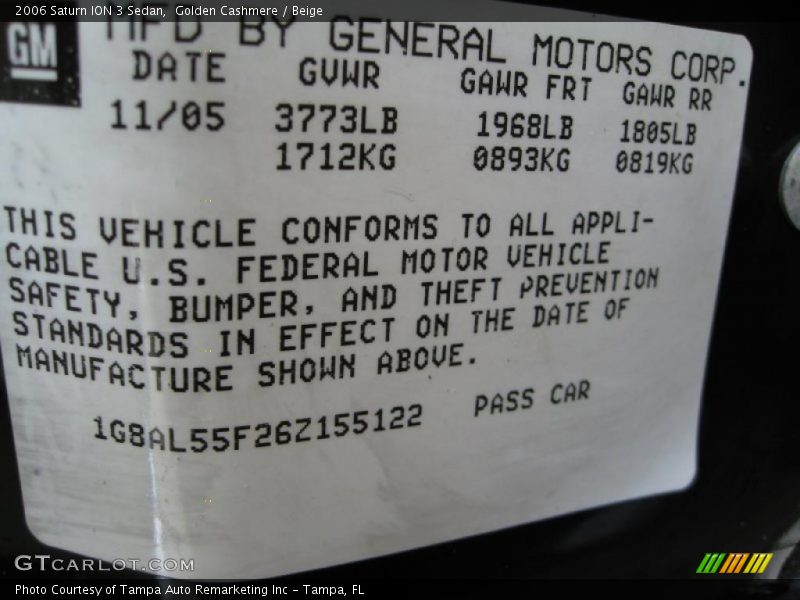 2006 Saturn ION 3 Sedan,  Golden Cashmere / Beige
GM
MFD BY GENERAL MOTORS CORP.
DATE GVWR GAWR FRT GAWR RR
11/05 3773LB 1968LB 1805LB
1712KG 0893KG 0819KG
THIS VEHICLE CONFORMS TO ALL APPLI-
CABLE U.S. FEDERAL MOTOR VEHICLE
SAFETY, BUMPER, AND THEFT PREVENTION
STANDARDS IN EFFECT ON THE DATE OF
MANUFACTURE SHOWN ABOVE.
1G8AL55F26Z155122 PASS CAR
GTCARLOT.COM
Photo Courtesy of Tampa Auto Remarketing Inc – Tampa, FL